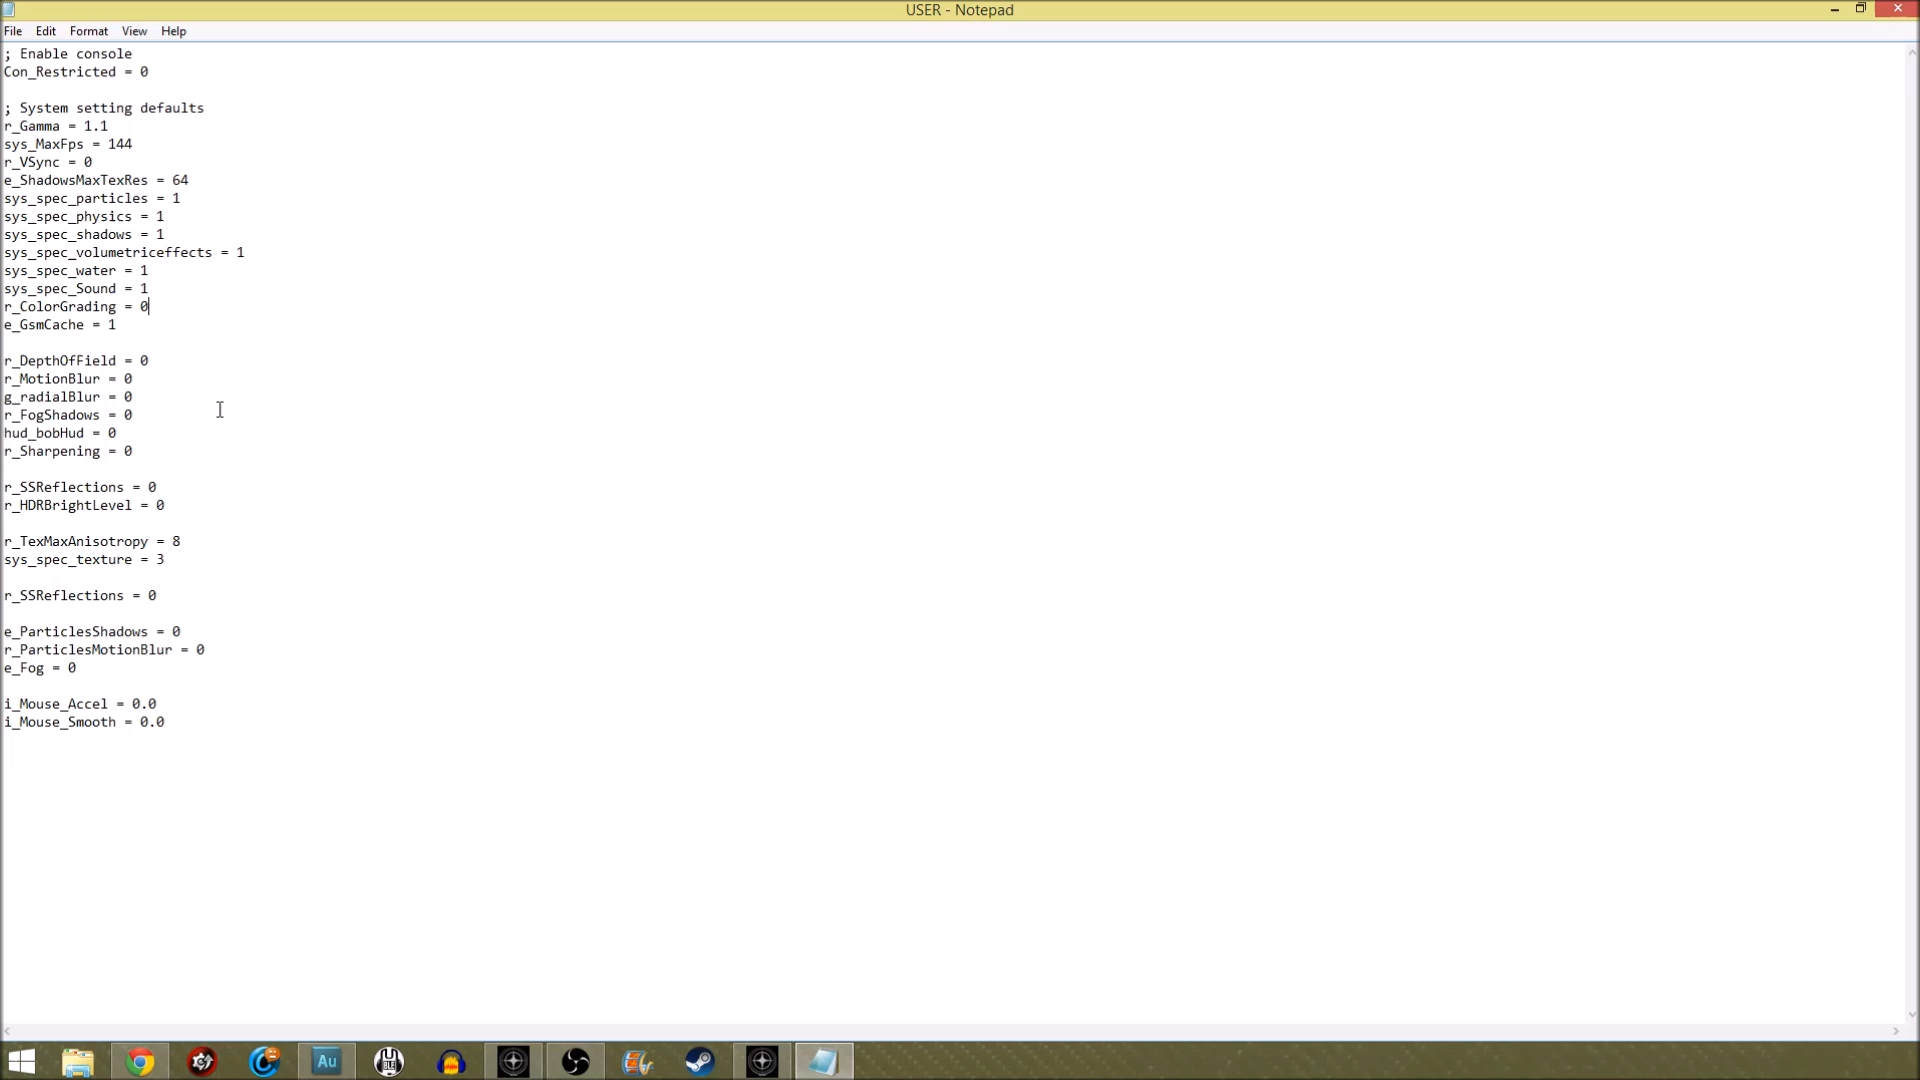 USER - Notepad
File Edit Format View Help
; Enable console
Con_Restricted = 0
; System setting defaults
r_Gamma = 1.1
sys_MaxFps = 144
r_VSync = 0
e_ShadowsMaxTexRes = 64
sys_spec_particles = 1
sys_spec_physics = 1
sys_spec_shadows = 1
sys_spec_volumetriceffects = 1
sys_spec_water = 1
sys_spec_Sound = 1
r_ColorGrading = 0
e_GsmCache = 1
r_DepthOfField = 0
r_MotionBlur = 0
g_radialBlur = 0
r_FogShadows = 0
hud_bobHud = 0
r_Sharpening = 0
r_SSReflections = 0
r_HDRBrightLevel = 0
r_TexMaxAnisotropy = 8
sys_spec_texture = 3
r_SSReflections = 0
e_ParticlesShadows = 0
r_ParticlesMotionBlur = 0
e_Fog = 0
i_Mouse_Accel = 0.0
i_Mouse_Smooth = 0.0
Au